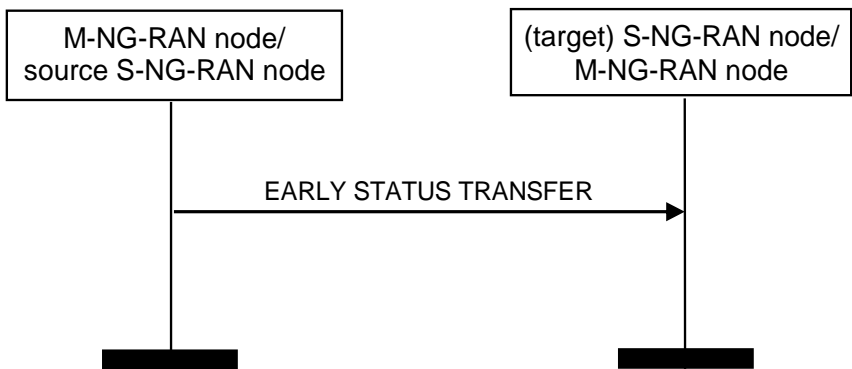 M-NG-RAN node/
source S-NG-RAN node
(target) S-NG-RAN node/
M-NG-RAN node
EARLY STATUS TRANSFER